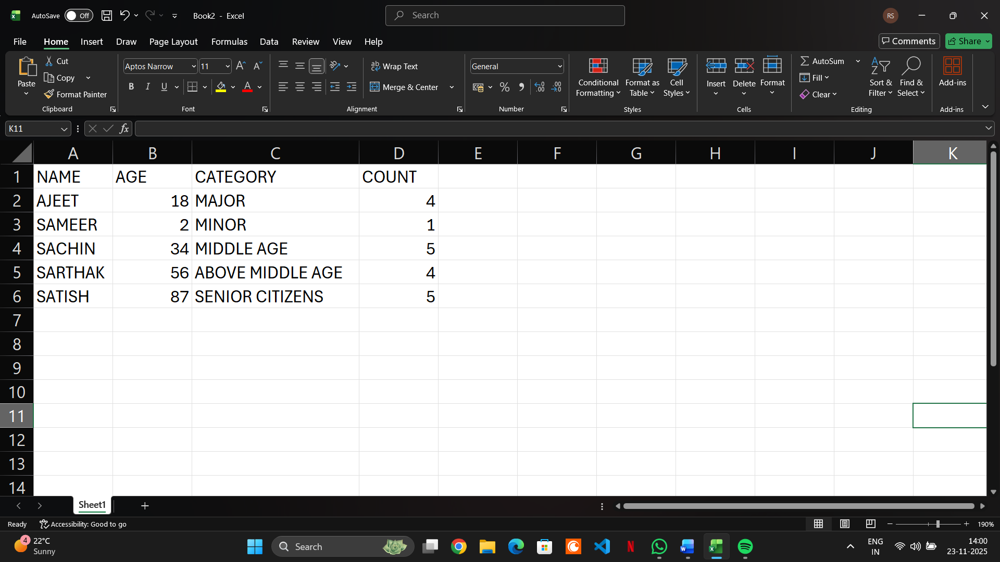 AutoSave Off Book2 - Excel Search RS
File Home Insert Draw Page Layout Formulas Data Review View Help Comments Share
Paste Cut Copy Format Painter Clipboard
Aptos Narrow 11 B I U A Font
Wrap Text Merge & Center Alignment
General % Number
Conditional Formatting Format as Table Cell Styles Styles
Insert Delete Format Cells
AutoSum Fill Clear Sort & Filter Find & Select Editing
Add-ins Add-ins
K11 fx
A B C D E F G H I J K
1 NAME AGE CATEGORY COUNT
2 AJEET 18 MAJOR 4
3 SAMEER 2 MINOR 1
4 SACHIN 34 MIDDLE AGE 5
5 SARTHAK 56 ABOVE MIDDLE AGE 4
6 SATISH 87 SENIOR CITIZENS 5
7
8
9
10
11
12
13
14
Sheet1
Ready Accessibility: Good to go 190%
4 22°C Search ENG 14:00
Sunny IN 23-11-2025